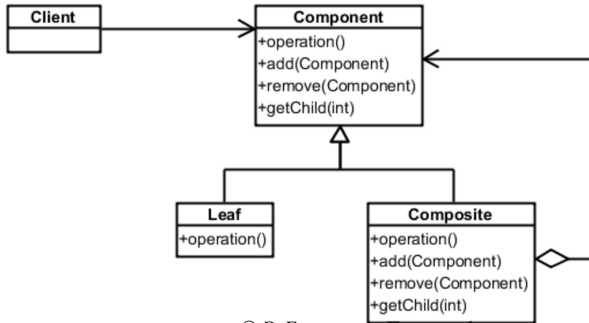 Client
Component
+operation()
+add(Component)
+remove(Component)
+getChild(int)
Leaf
+operation()
Composite
+operation()
+add(Component)
+remove(Component)
+getChild(int)